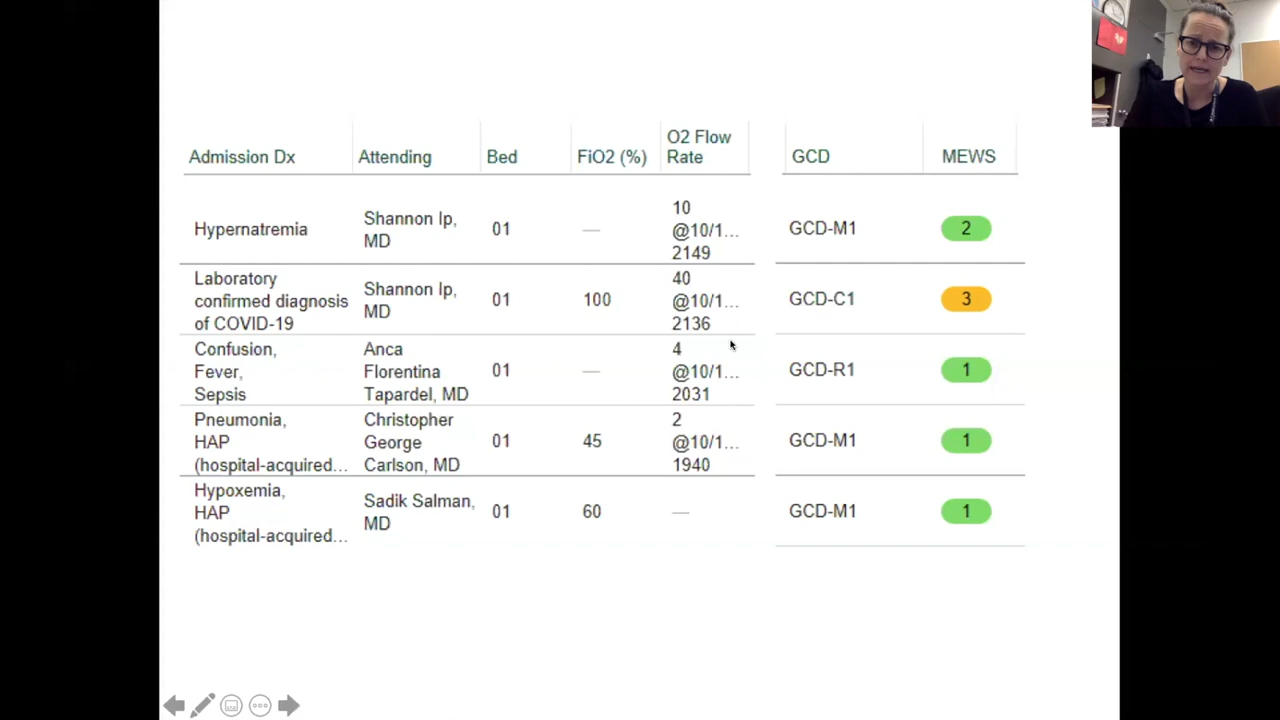 Admission Dx Attending Bed FiO2 (%) O2 Flow Rate GCD MEWS
Hypernatremia Shannon Ip, MD 01 — 10 @10/1... 2149 GCD-M1 2
Laboratory confirmed diagnosis of COVID-19 Shannon Ip, MD 01 100 40 @10/1... 2136 GCD-C1 3
Confusion, Fever, Sepsis Anca Florentina Tapardel, MD 01 — 4 @10/1... 2031 GCD-R1 1
Pneumonia, HAP (hospital-acquired... Christopher George Carlson, MD 01 45 2 @10/1... 1940 GCD-M1 1
Hypoxemia, HAP (hospital-acquired... Sadik Salman, MD 01 60 — GCD-M1 1